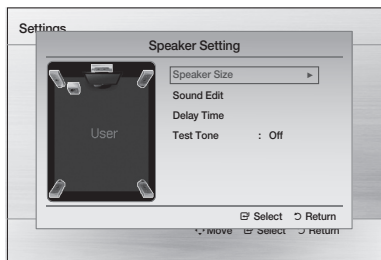 Settings
Speaker Setting
User
Speaker Size ►
Sound Edit
Delay Time
Test Tone : Off
Select Return
Move Select Return